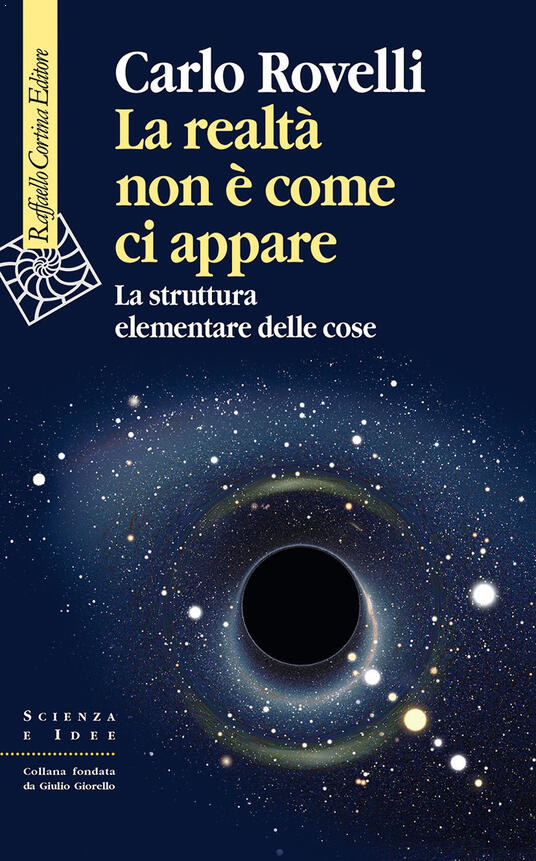 Raffaello Cortina Editore
Carlo Rovelli
La realtà
non è come
ci appare
La struttura
elementare delle cose
SCIENZA
E IDEE
Collana fondata
da Giulio Giorello